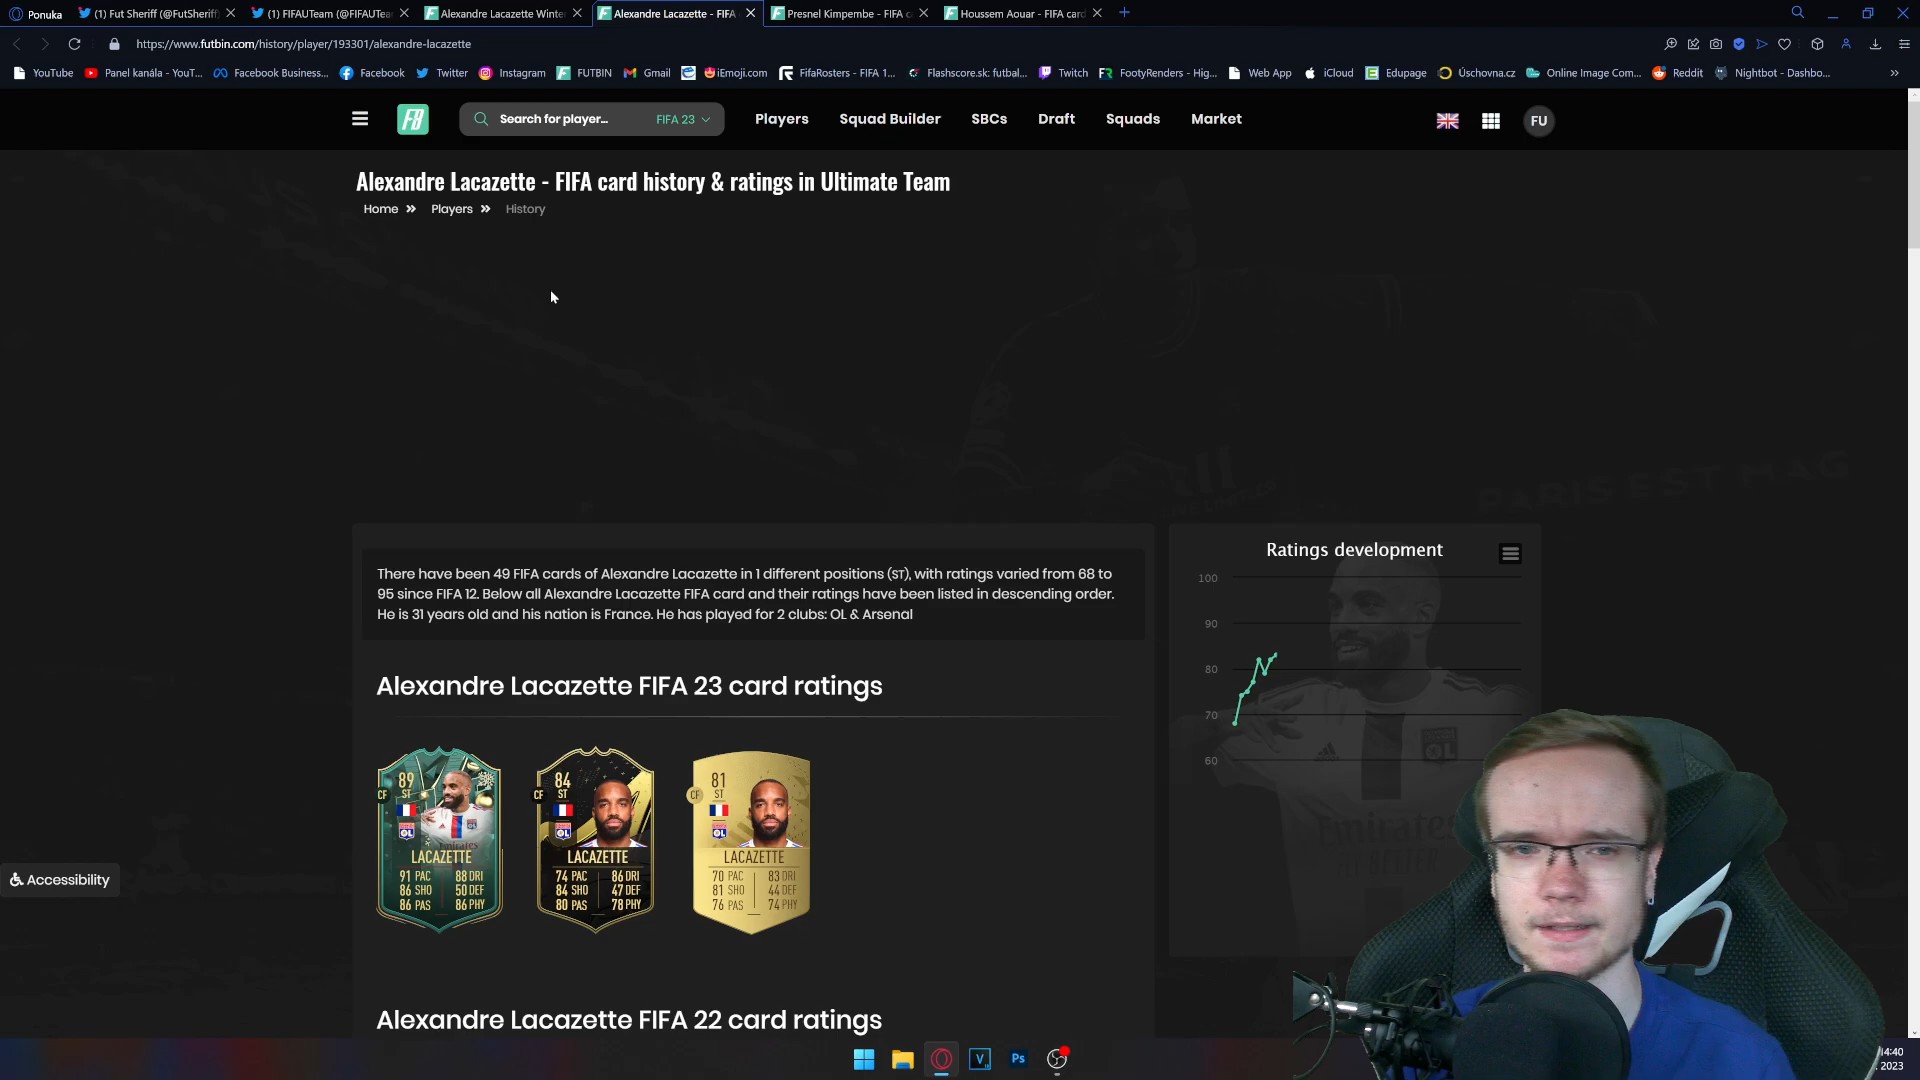 Ponuka
(1) Fut Sheriff (@FutSheriff)
(1) FIFAUTeam (@FIFAUTea
Alexandre Lacazette Winte
Alexandre Lacazette - FIFA
Presnel Kimpembe - FIFA ca
Houssem Aouar - FIFA card
https://www.futbin.com/history/player/193301/alexandre-lacazette
YouTube
Panel kanála - YouT...
Facebook Business...
Facebook
Twitter
Instagram
FUTBIN
Gmail
iEmoji.com
FifaRosters - FIFA 1...
Flashscore.sk: futbal...
Twitch
FootyRenders - Hig...
Web App
iCloud
Edupage
Úschovna.cz
Online Image Com...
Reddit
Nightbot - Dashbo...
Search for player...
FIFA 23
Players
Squad Builder
SBCs
Draft
Squads
Market
FU
Alexandre Lacazette - FIFA card history & ratings in Ultimate Team
Home » Players » History
There have been 49 FIFA cards of Alexandre Lacazette in 1 different positions (ST), with ratings varied from 68 to
95 since FIFA 12. Below all Alexandre Lacazette FIFA card and their ratings have been listed in descending order.
He is 31 years old and his nation is France. He has played for 2 clubs: OL & Arsenal
Ratings development
100
90
80
70
60
Alexandre Lacazette FIFA 23 card ratings
89
ST
CF
LACAZETTE
91 PAC 88 DRI
86 SHO 50 DEF
86 PAS 86 PHY
84
ST
CF
LACAZETTE
74 PAC 86 DRI
84 SHO 47 DEF
80 PAS 78 PHY
81
ST
CF
LACAZETTE
70 PAC 83 DRI
81 SHO 44 DEF
76 PAS 74 PHY
Accessibility
Alexandre Lacazette FIFA 22 card ratings
Ps
14:40
2023